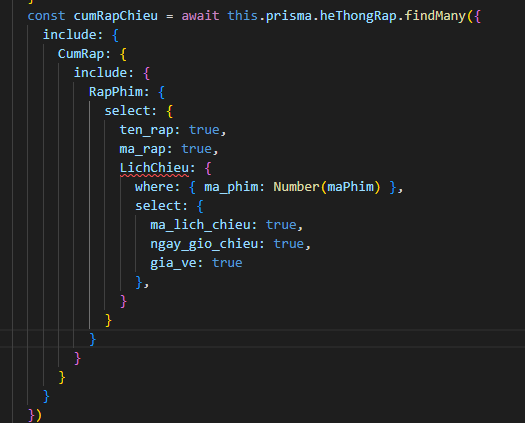 const cumRapChieu = await this.prisma.heThongRap.findMany({
include: {
CumRap: {
include: {
RapPhim: {
select: {
ten_rap: true,
ma_rap: true,
LichChieu: {
where: { ma_phim: Number(maPhim) },
select: {
ma_lich_chieu: true,
ngay_gio_chieu: true,
gia_ve: true
},
}
}
}
}
}
}
})